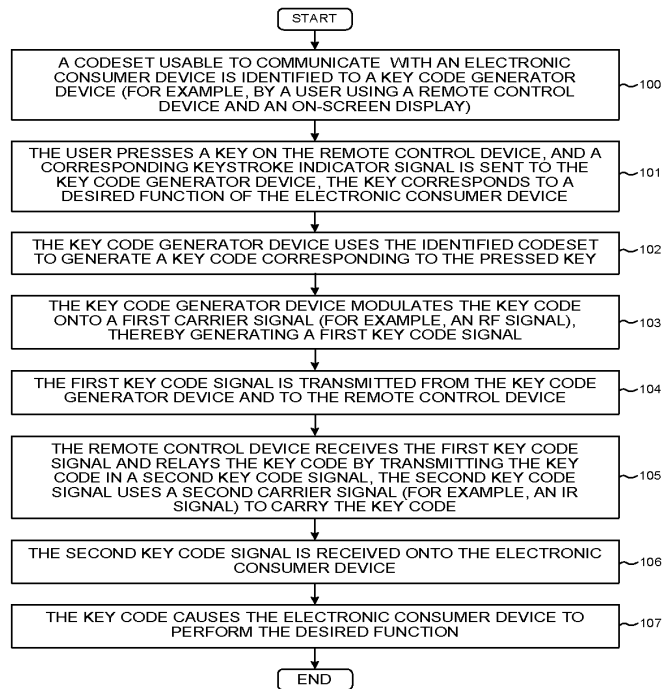 START
A CODESET USABLE TO COMMUNICATE WITH AN ELECTRONIC
CONSUMER DEVICE IS IDENTIFIED TO A KEY CODE GENERATOR
DEVICE (FOR EXAMPLE, BY A USER USING A REMOTE CONTROL
DEVICE AND AN ON-SCREEN DISPLAY)
100
THE USER PRESSES A KEY ON THE REMOTE CONTROL DEVICE, AND A
CORRESPONDING KEYSTROKE INDICATOR SIGNAL IS SENT TO THE
KEY CODE GENERATOR DEVICE, THE KEY CORRESPONDS TO A
DESIRED FUNCTION OF THE ELECTRONIC CONSUMER DEVICE
101
THE KEY CODE GENERATOR DEVICE USES THE IDENTIFIED CODESET
TO GENERATE A KEY CODE CORRESPONDING TO THE PRESSED KEY
102
THE KEY CODE GENERATOR DEVICE MODULATES THE KEY CODE
ONTO A FIRST CARRIER SIGNAL (FOR EXAMPLE, AN RF SIGNAL),
THEREBY GENERATING A FIRST KEY CODE SIGNAL
103
THE FIRST KEY CODE SIGNAL IS TRANSMITTED FROM THE KEY CODE
GENERATOR DEVICE AND TO THE REMOTE CONTROL DEVICE
104
THE REMOTE CONTROL DEVICE RECEIVES THE FIRST KEY CODE
SIGNAL AND RELAYS THE KEY CODE BY TRANSMITTING THE KEY
CODE IN A SECOND KEY CODE SIGNAL, THE SECOND KEY CODE
SIGNAL USES A SECOND CARRIER SIGNAL (FOR EXAMPLE, AN IR
SIGNAL) TO CARRY THE KEY CODE
105
THE SECOND KEY CODE SIGNAL IS RECEIVED ONTO THE ELECTRONIC
CONSUMER DEVICE
106
THE KEY CODE CAUSES THE ELECTRONIC CONSUMER DEVICE TO
PERFORM THE DESIRED FUNCTION
107
END